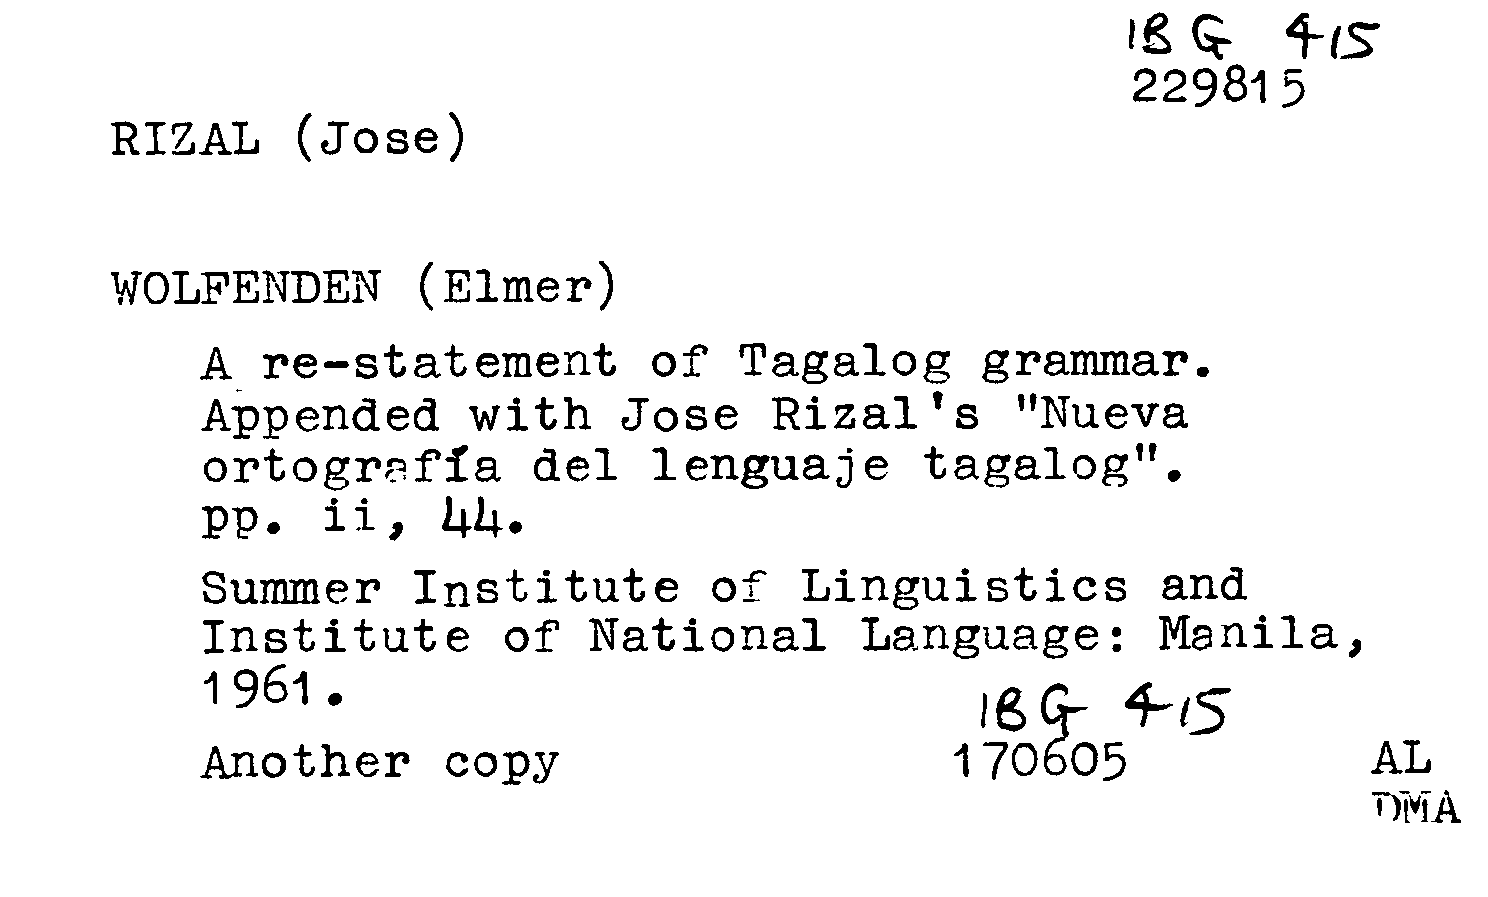 IB G 415
229815
RIZAL (Jose)
WOLFENDEN (Elmer)
A re-statement of Tagalog grammar.
Appended with Jose Rizal's "Nueva
ortografía del lenguaje tagalog".
pp. ii, 44.
Summer Institute of Linguistics and
Institute of National Language: Manila,
1961.
IB G 415
Another copy 170605 AL
DMA